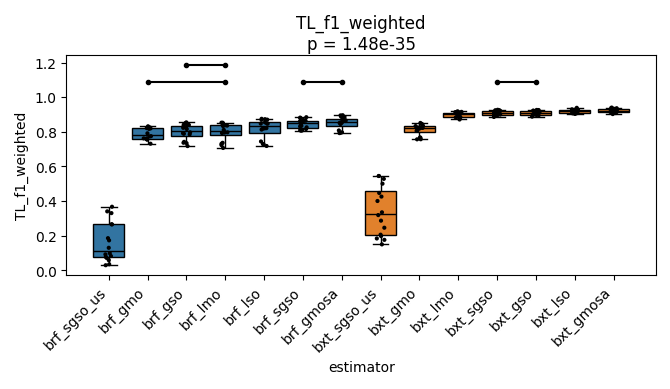 TL_f1_weighted
p = 1.48e-35
TL_f1_weighted
1.2
1.0
0.8
0.6
0.4
0.2
0.0
brf_sgso_us
brf_gmo
brf_gso
brf_lmo
brf_lso
brf_sgso
brf_gmosa
bxt_sgso_us
bxt_gmo
bxt_lmo
bxt_sgso
bxt_gso
bxt_lso
bxt_gmosa
estimator